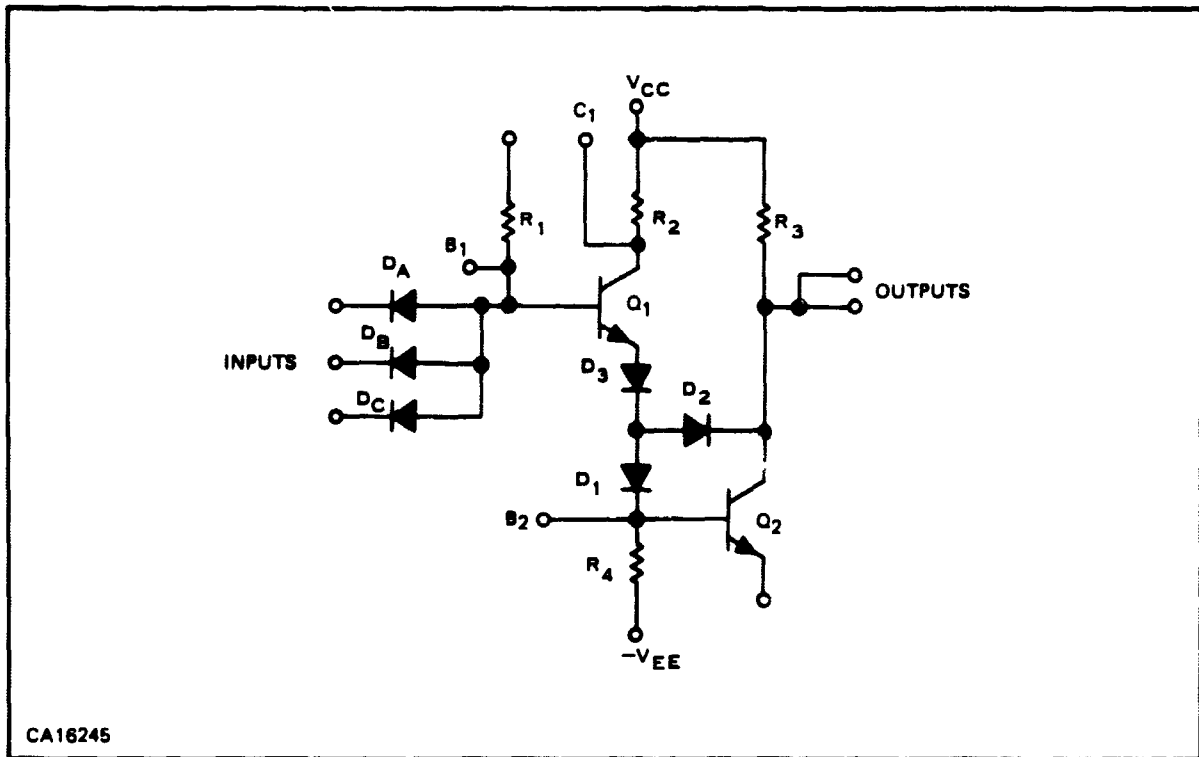 VCC
C1
R1
R2
R3
B1
DA
Q1
OUTPUTS
DB
INPUTS
D3
D2
DC
D1
B2
Q2
R4
-VEE
CA16245